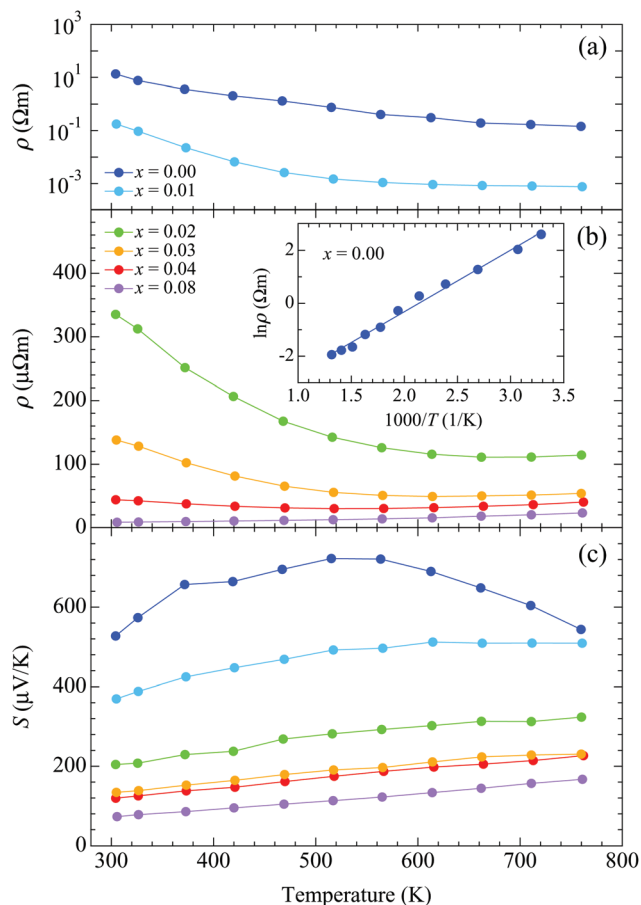 10³
(a)
10¹
ρ (Ωm)
10⁻¹
x = 0.00
10⁻³
x = 0.01
x = 0.02
(b)
x = 0.03
x = 0.04
x = 0.08
400
300
ρ (μΩm)
200
100
0
2
x = 0.00
lnρ (Ωm)
0
-2
1.0 1.5 2.0 2.5 3.0 3.5
1000/T (1/K)
(c)
600
S (μV/K)
400
200
0
300 400 500 600 700 800
Temperature (K)